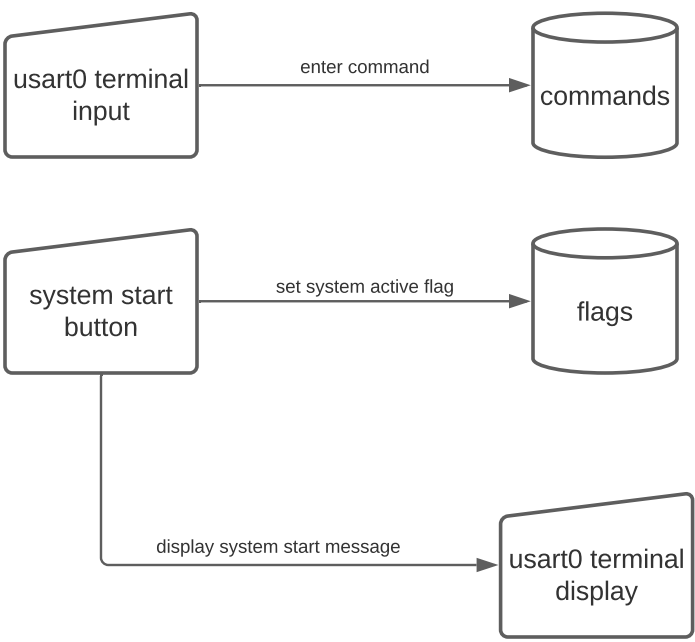 usart0 terminal
input
enter command
commands
system start
button
set system active flag
flags
display system start message
usart0 terminal
display